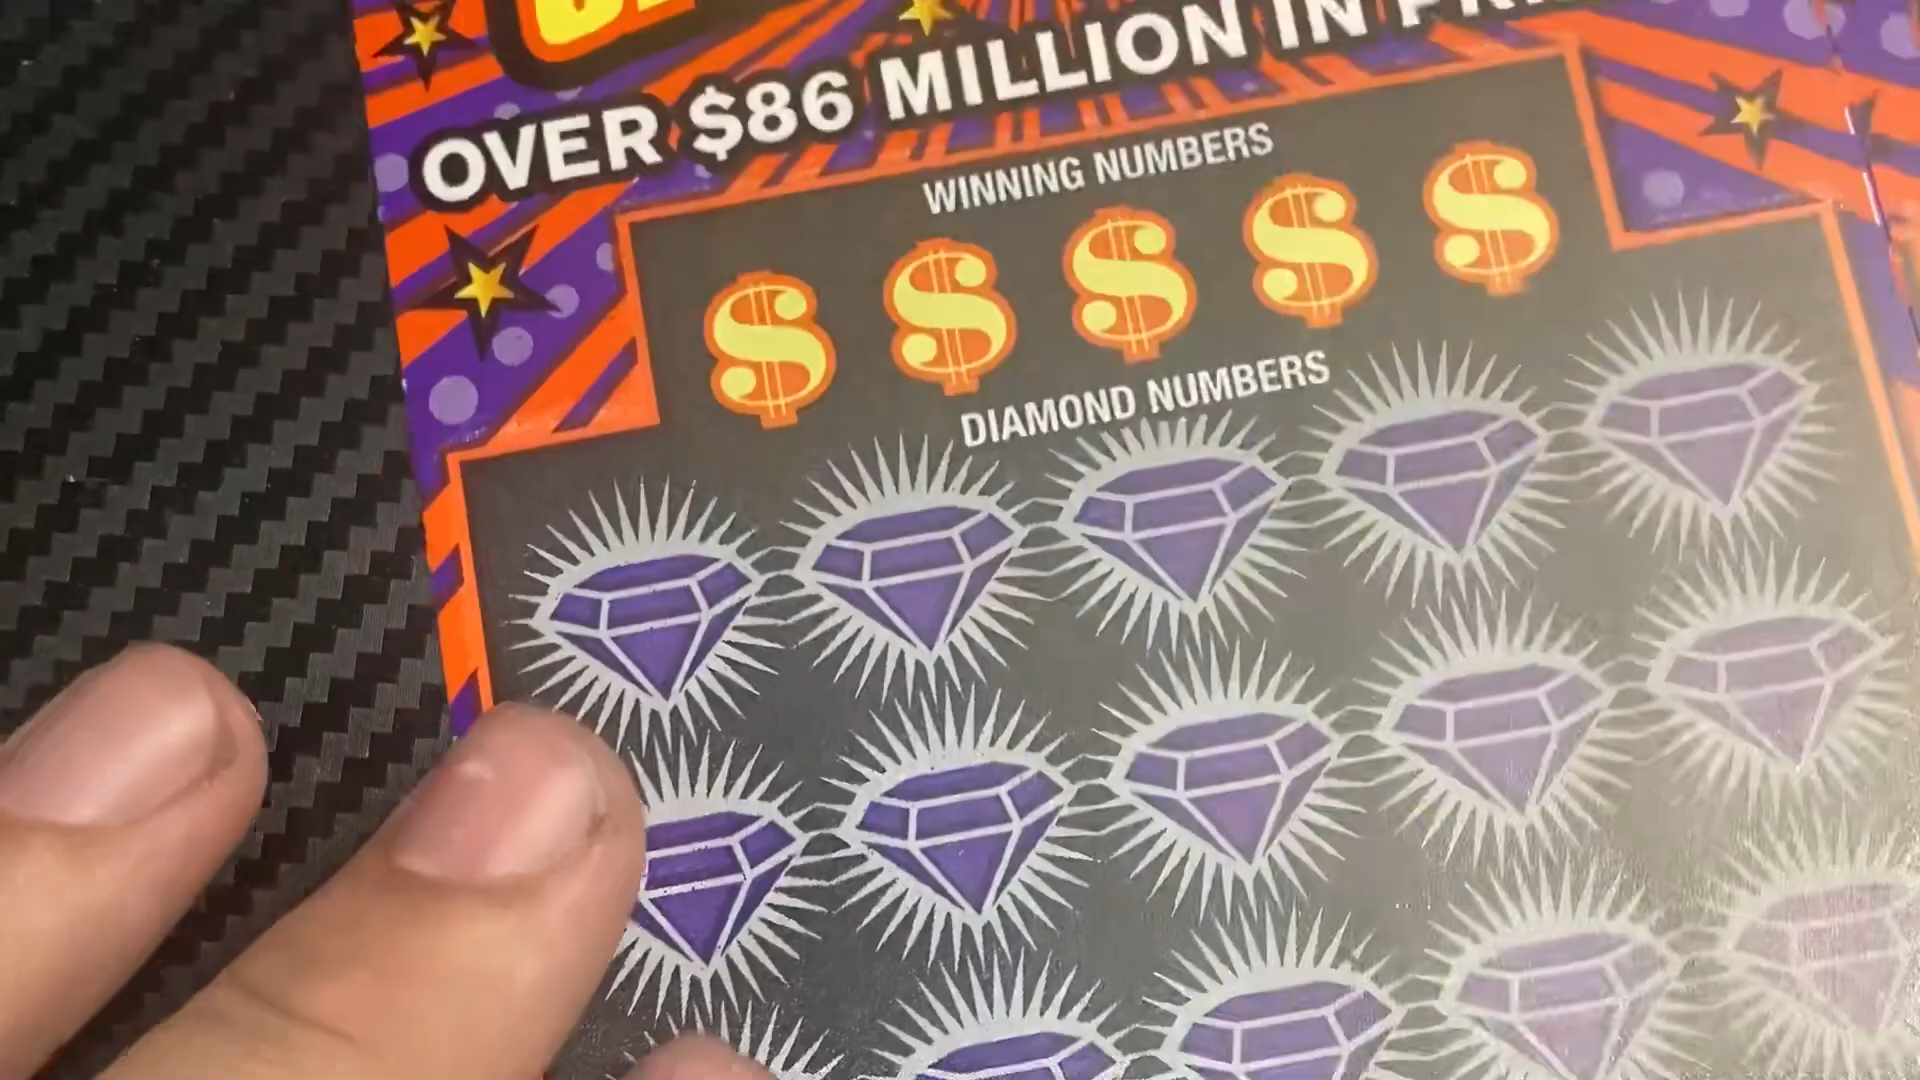 OVER $86 MILLION IN
WINNING NUMBERS
$ $ $ $ $
DIAMOND NUMBERS